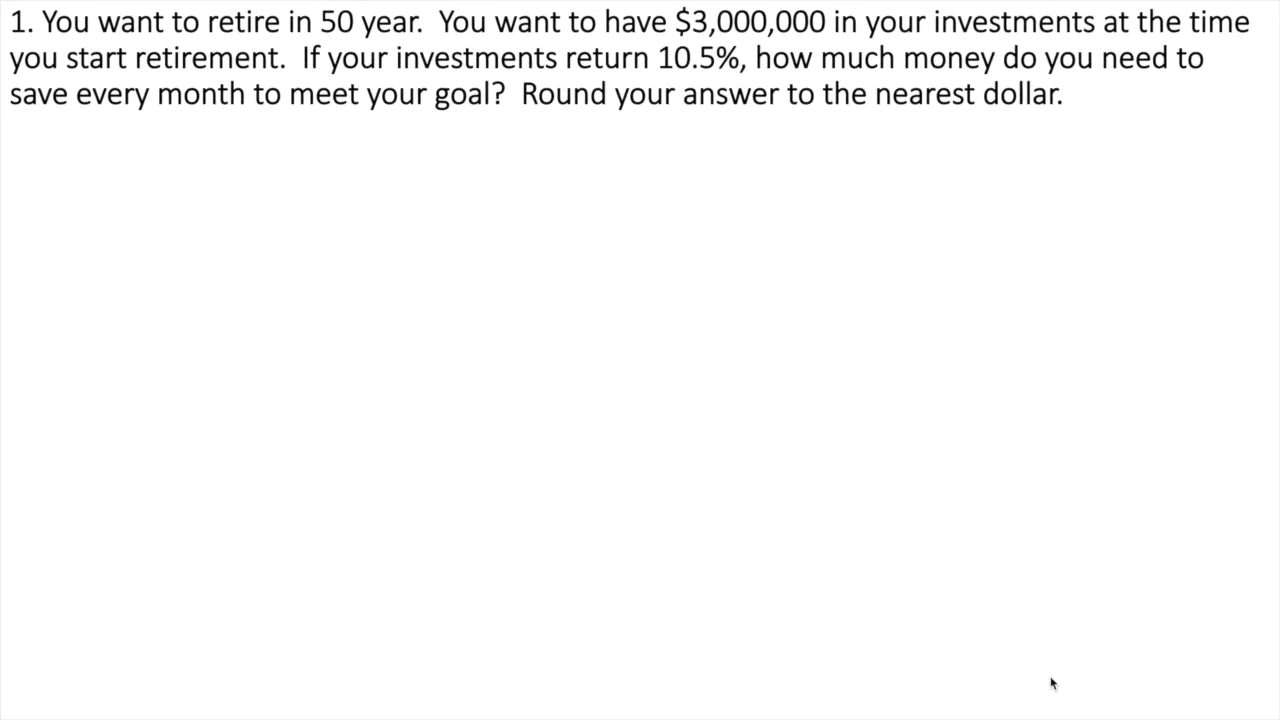 1. You want to retire in 50 year.  You want to have $3,000,000 in your investments at the time
you start retirement.  If your investments return 10.5%, how much money do you need to
save every month to meet your goal?  Round your answer to the nearest dollar.